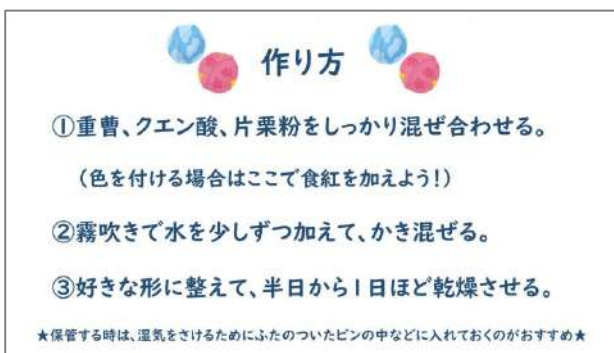 作り方
①重曹、クエン酸、片栗粉をしっかり混ぜ合わせる。
（色を付ける場合はここで食紅を加えよう！）
②霧吹きで水を少しずつ加えて、かき混ぜる。
③好きな形に整えて、半日から1日ほど乾燥させる。
★保管する時は、湿気をさけるためにふたのついたビンの中などに入れておくのがおすすめ★